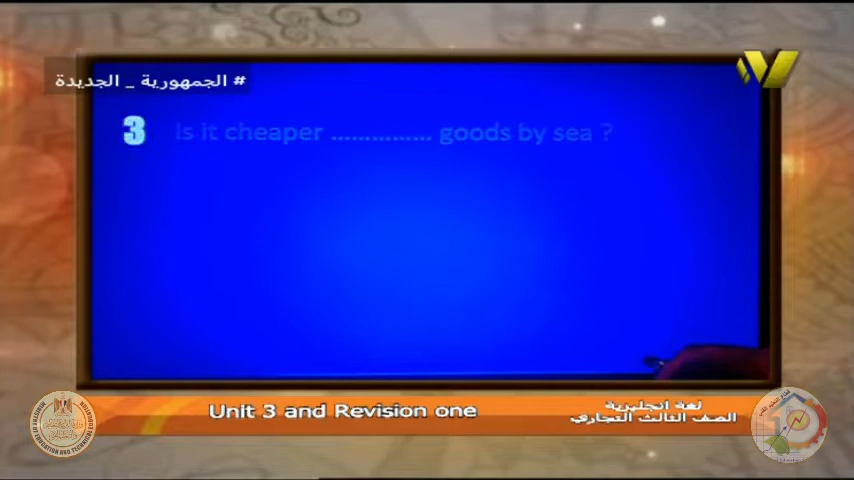 # الجمهورية _ الجديدة
3 Is it cheaper ............... goods by sea ?
Unit 3 and Revision one
لغة انجليزية
الصف الثالث التجاري